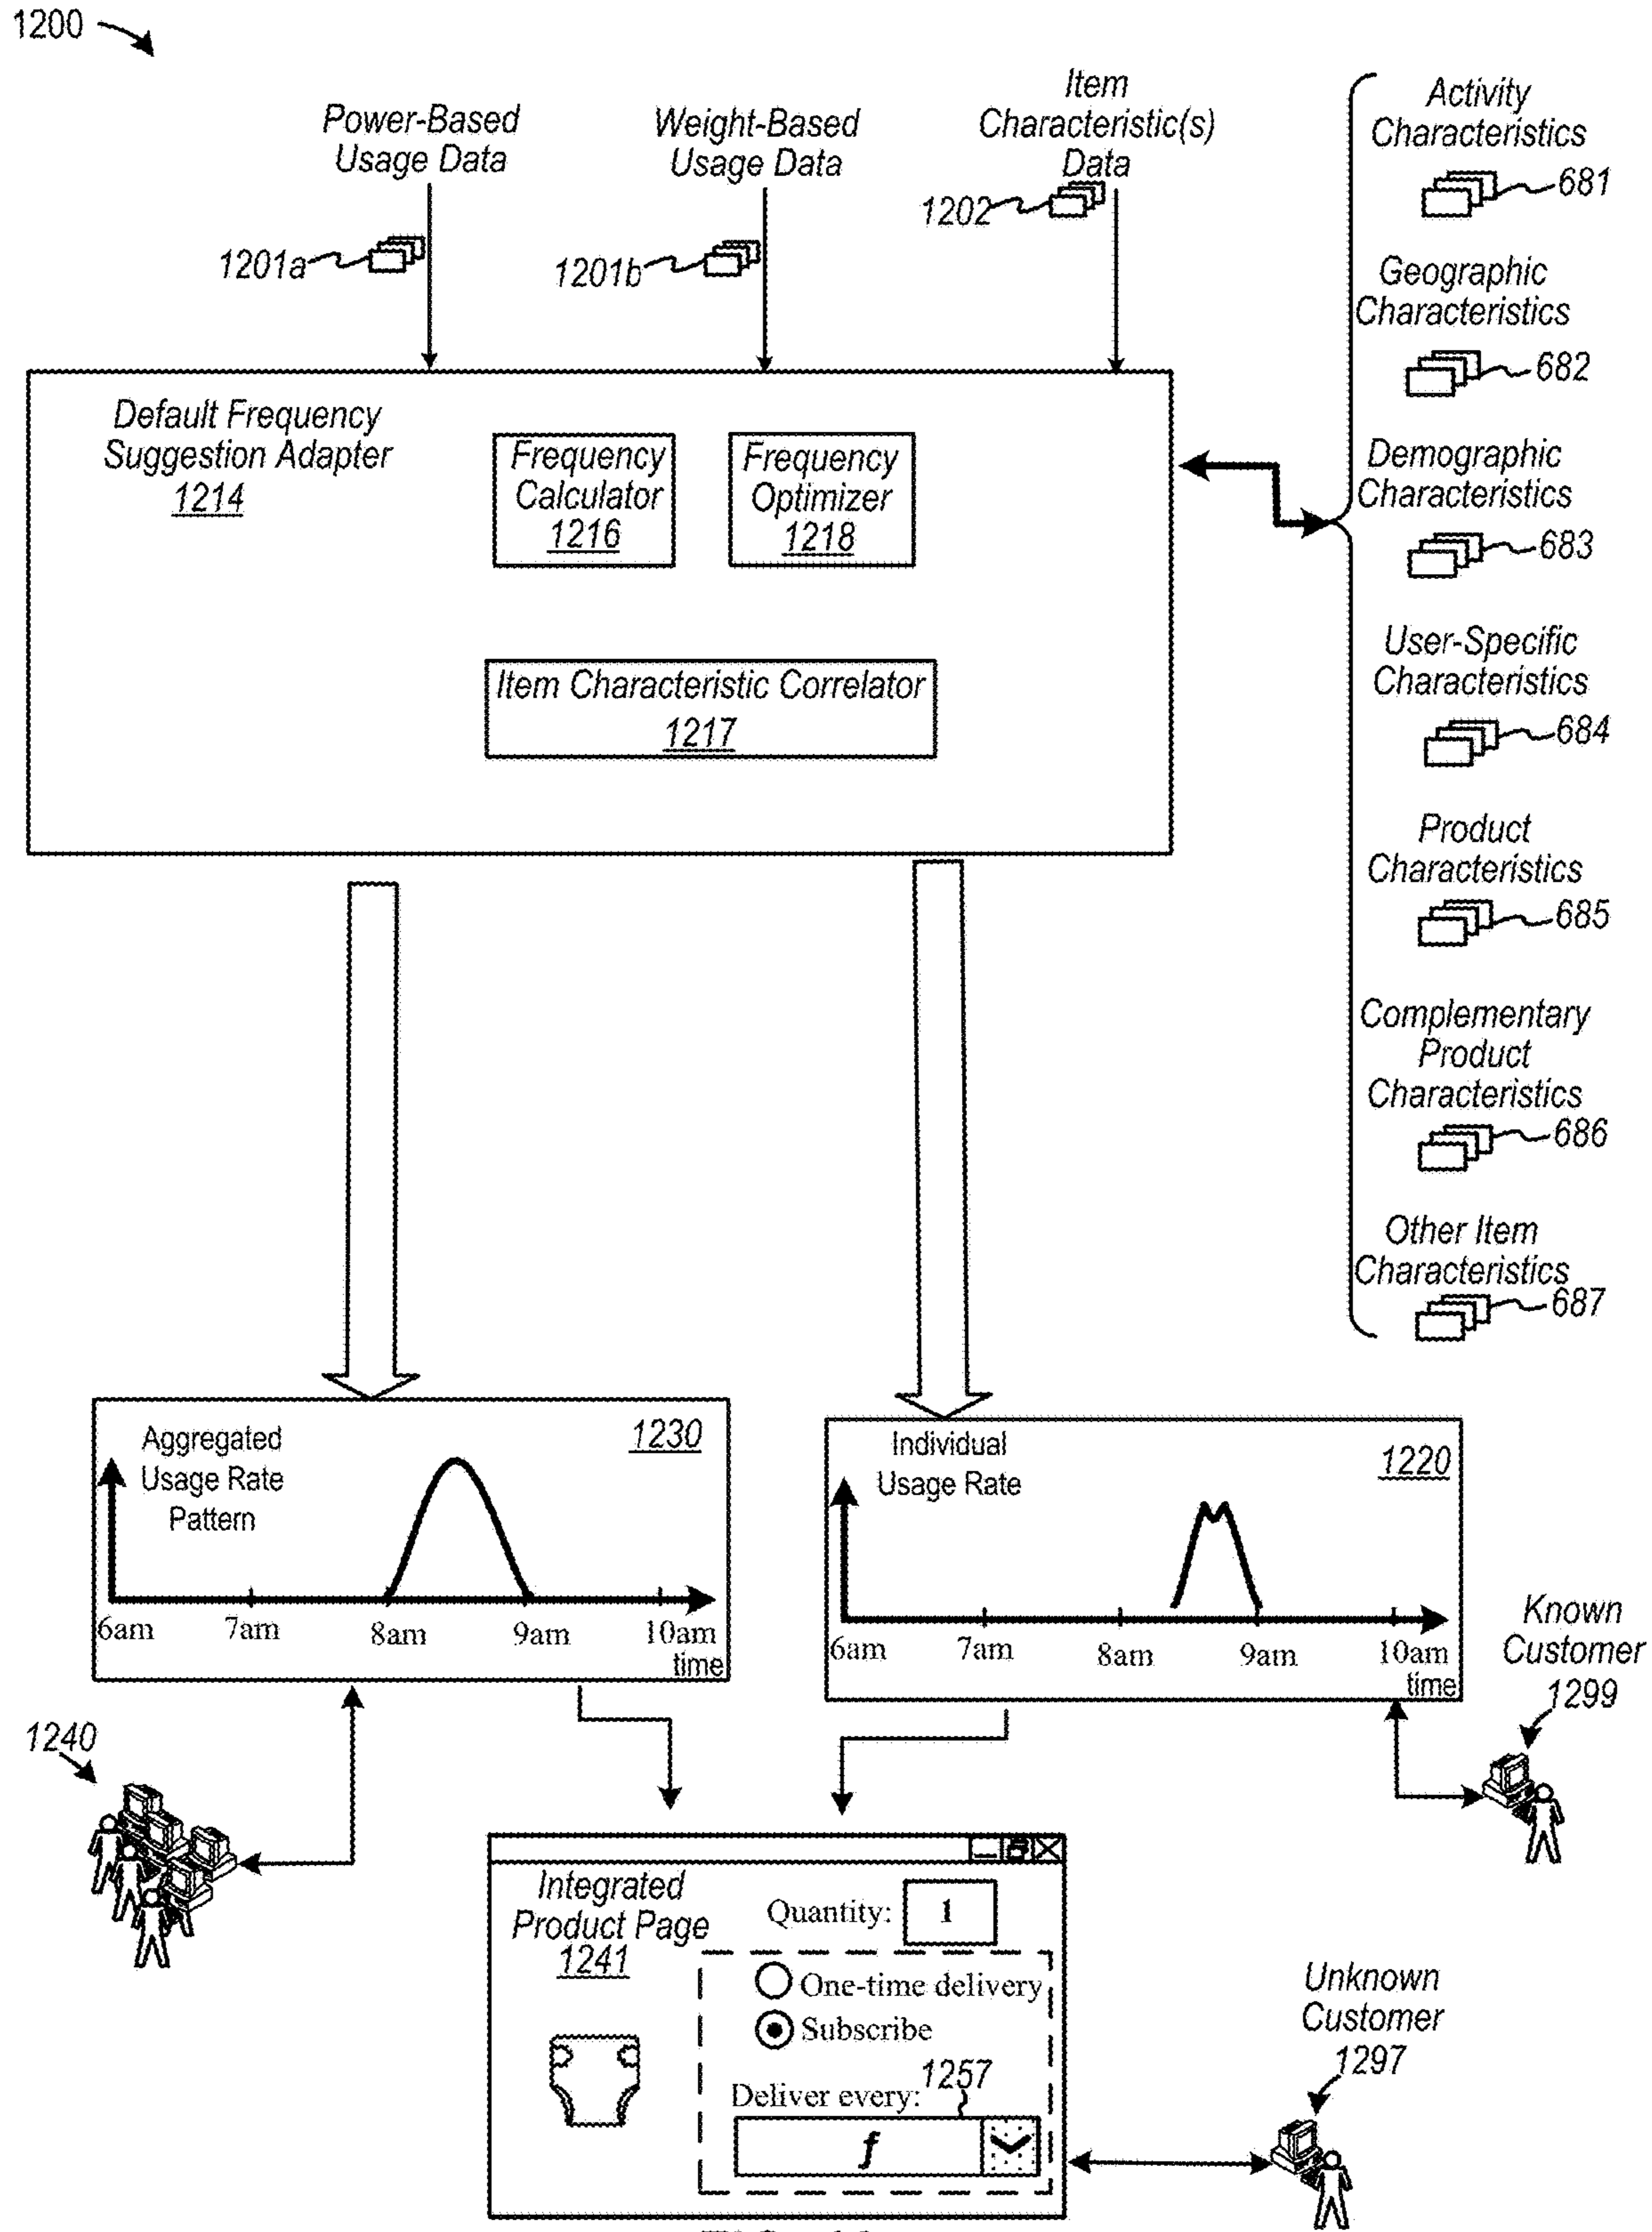 1200
Power-Based
Usage Data
1201a
Weight-Based
Usage Data
1201b
Item
Characteristic(s)
Data
1202
Activity
Characteristics
681
Geographic
Characteristics
682
Demographic
Characteristics
683
User-Specific
Characteristics
684
Product
Characteristics
685
Complementary
Product
Characteristics
686
Other Item
Characteristics
687
Default Frequency
Suggestion Adapter
1214
Frequency
Calculator
1216
Frequency
Optimizer
1218
Item Characteristic Correlator
1217
Aggregated
Usage Rate
Pattern
1230
6am 7am 8am 9am 10am
time
Individual
Usage Rate
1220
6am 7am 8am 9am 10am
time
Known
Customer
1299
1240
Integrated
Product Page
1241
Quantity: 1
One-time delivery
Subscribe
Deliver every:
1257
f
Unknown
Customer
1297